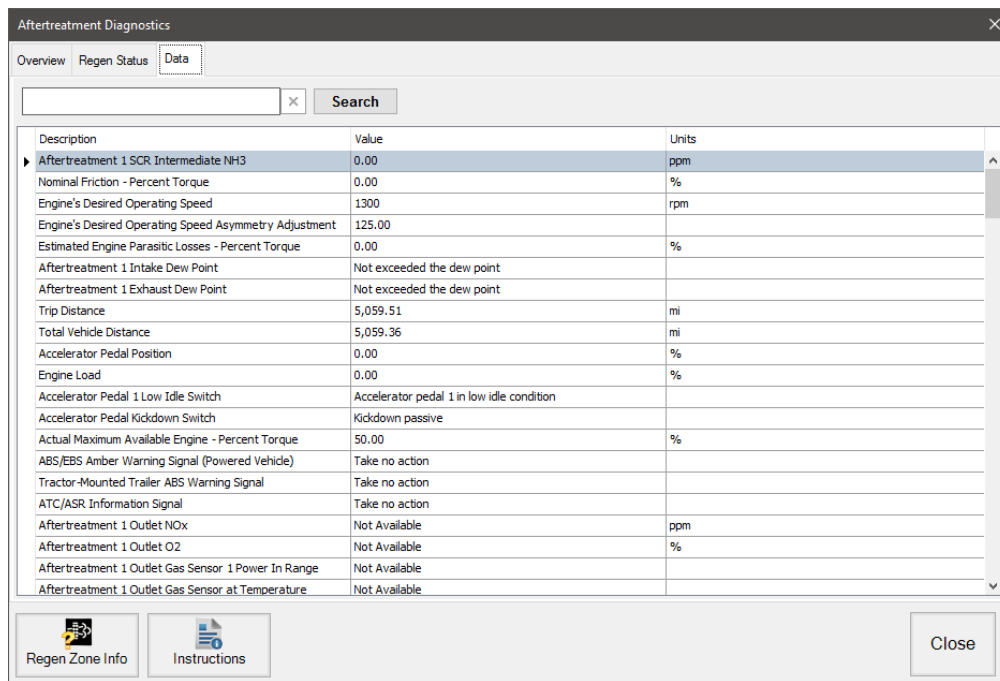 Aftertreatment Diagnostics
Overview Regen Status Data
Search
Description Value Units
Aftertreatment 1 SCR Intermediate NH3 0.00 ppm
Nominal Friction - Percent Torque 0.00 %
Engine's Desired Operating Speed 1300 rpm
Engine's Desired Operating Speed Asymmetry Adjustment 125.00
Estimated Engine Parasitic Losses - Percent Torque 0.00 %
Aftertreatment 1 Intake Dew Point Not exceeded the dew point
Aftertreatment 1 Exhaust Dew Point Not exceeded the dew point
Trip Distance 5,059.51 mi
Total Vehicle Distance 5,059.36 mi
Accelerator Pedal Position 0.00 %
Engine Load 0.00 %
Accelerator Pedal 1 Low Idle Switch Accelerator pedal 1 in low idle condition
Accelerator Pedal Kickdown Switch Kickdown passive
Actual Maximum Available Engine - Percent Torque 50.00 %
ABS/EBS Amber Warning Signal (Powered Vehicle) Take no action
Tractor-Mounted Trailer ABS Warning Signal Take no action
ATC/ASR Information Signal Take no action
Aftertreatment 1 Outlet NOx Not Available ppm
Aftertreatment 1 Outlet O2 Not Available %
Aftertreatment 1 Outlet Gas Sensor 1 Power In Range Not Available
Aftertreatment 1 Outlet Gas Sensor at Temperature Not Available
Regen Zone Info Instructions Close